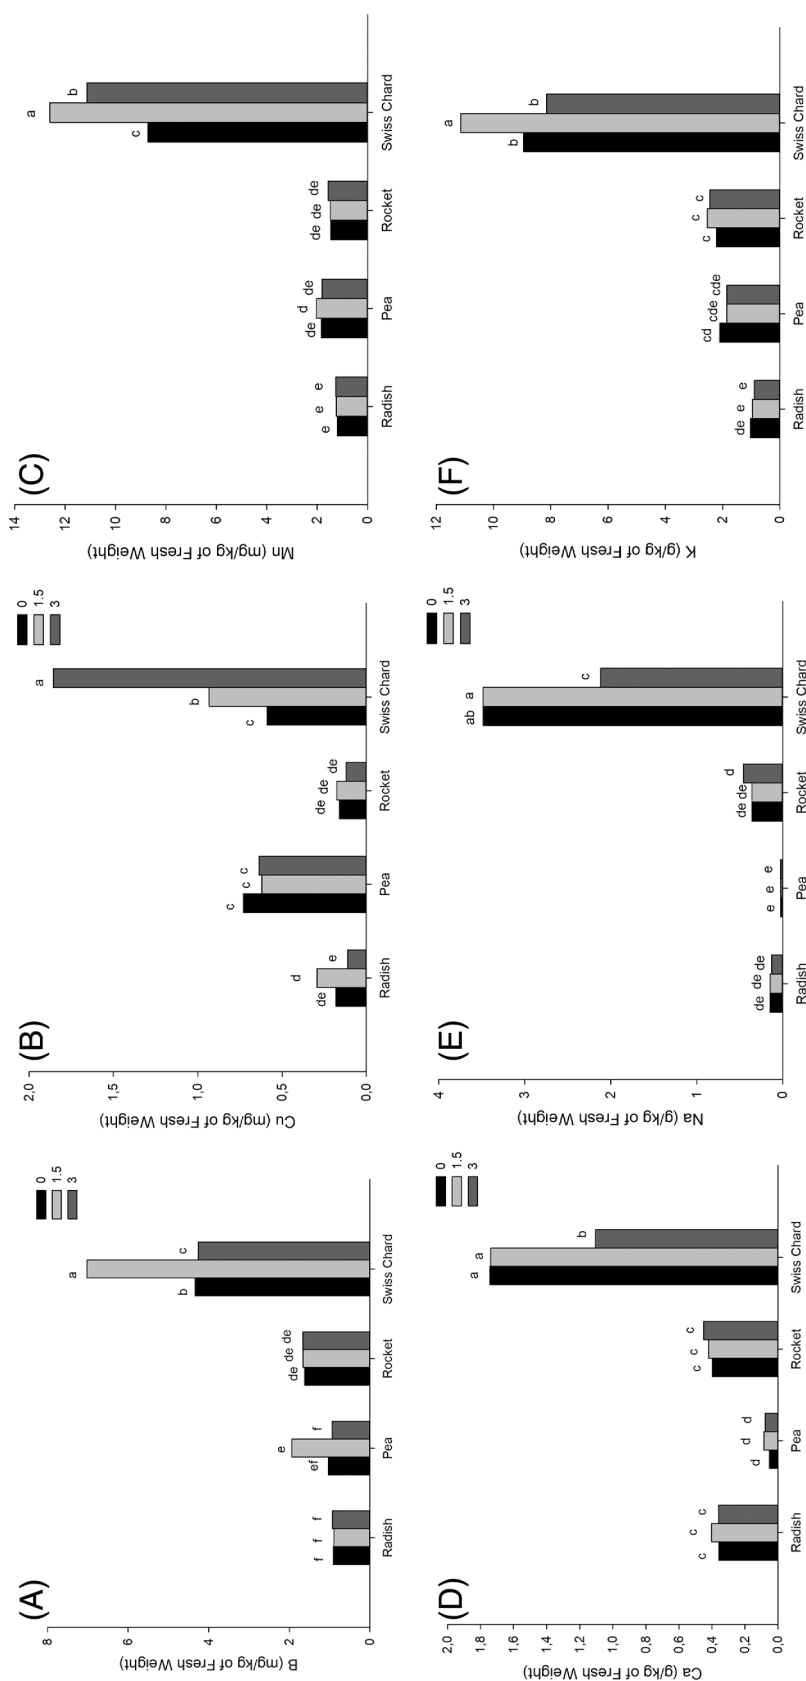 (A)
0
1.5
3
B (mg/kg of Fresh Weight)
8
6
4
2
0
f f f ef e f de de de b a c
Radish Pea Rocket Swiss Chard
(B)
0
1.5
3
Cu (mg/kg of Fresh Weight)
2,0
1,5
1,0
0,5
0,0
de d e c c c de de de c b a
Radish Pea Rocket Swiss Chard
(C)
Mn (mg/kg of Fresh Weight)
14
12
10
8
6
4
2
0
e e e de d de de de de c a b
Radish Pea Rocket Swiss Chard
(D)
0
1.5
3
Ca (g/kg of Fresh Weight)
2,0
1,8
1,6
1,4
1,2
1,0
0,8
0,6
0,4
0,2
0,0
c c c d d d c c c a a b
Radish Pea Rocket Swiss Chard
(E)
0
1.5
3
Na (g/kg of Fresh Weight)
4
3
2
1
0
de de de e e e de de d ab a c
Radish Pea Rocket Swiss Chard
(F)
K (g/kg of Fresh Weight)
12
10
8
6
4
2
0
de e e cd cde cde c c c b a b
Radish Pea Rocket Swiss Chard